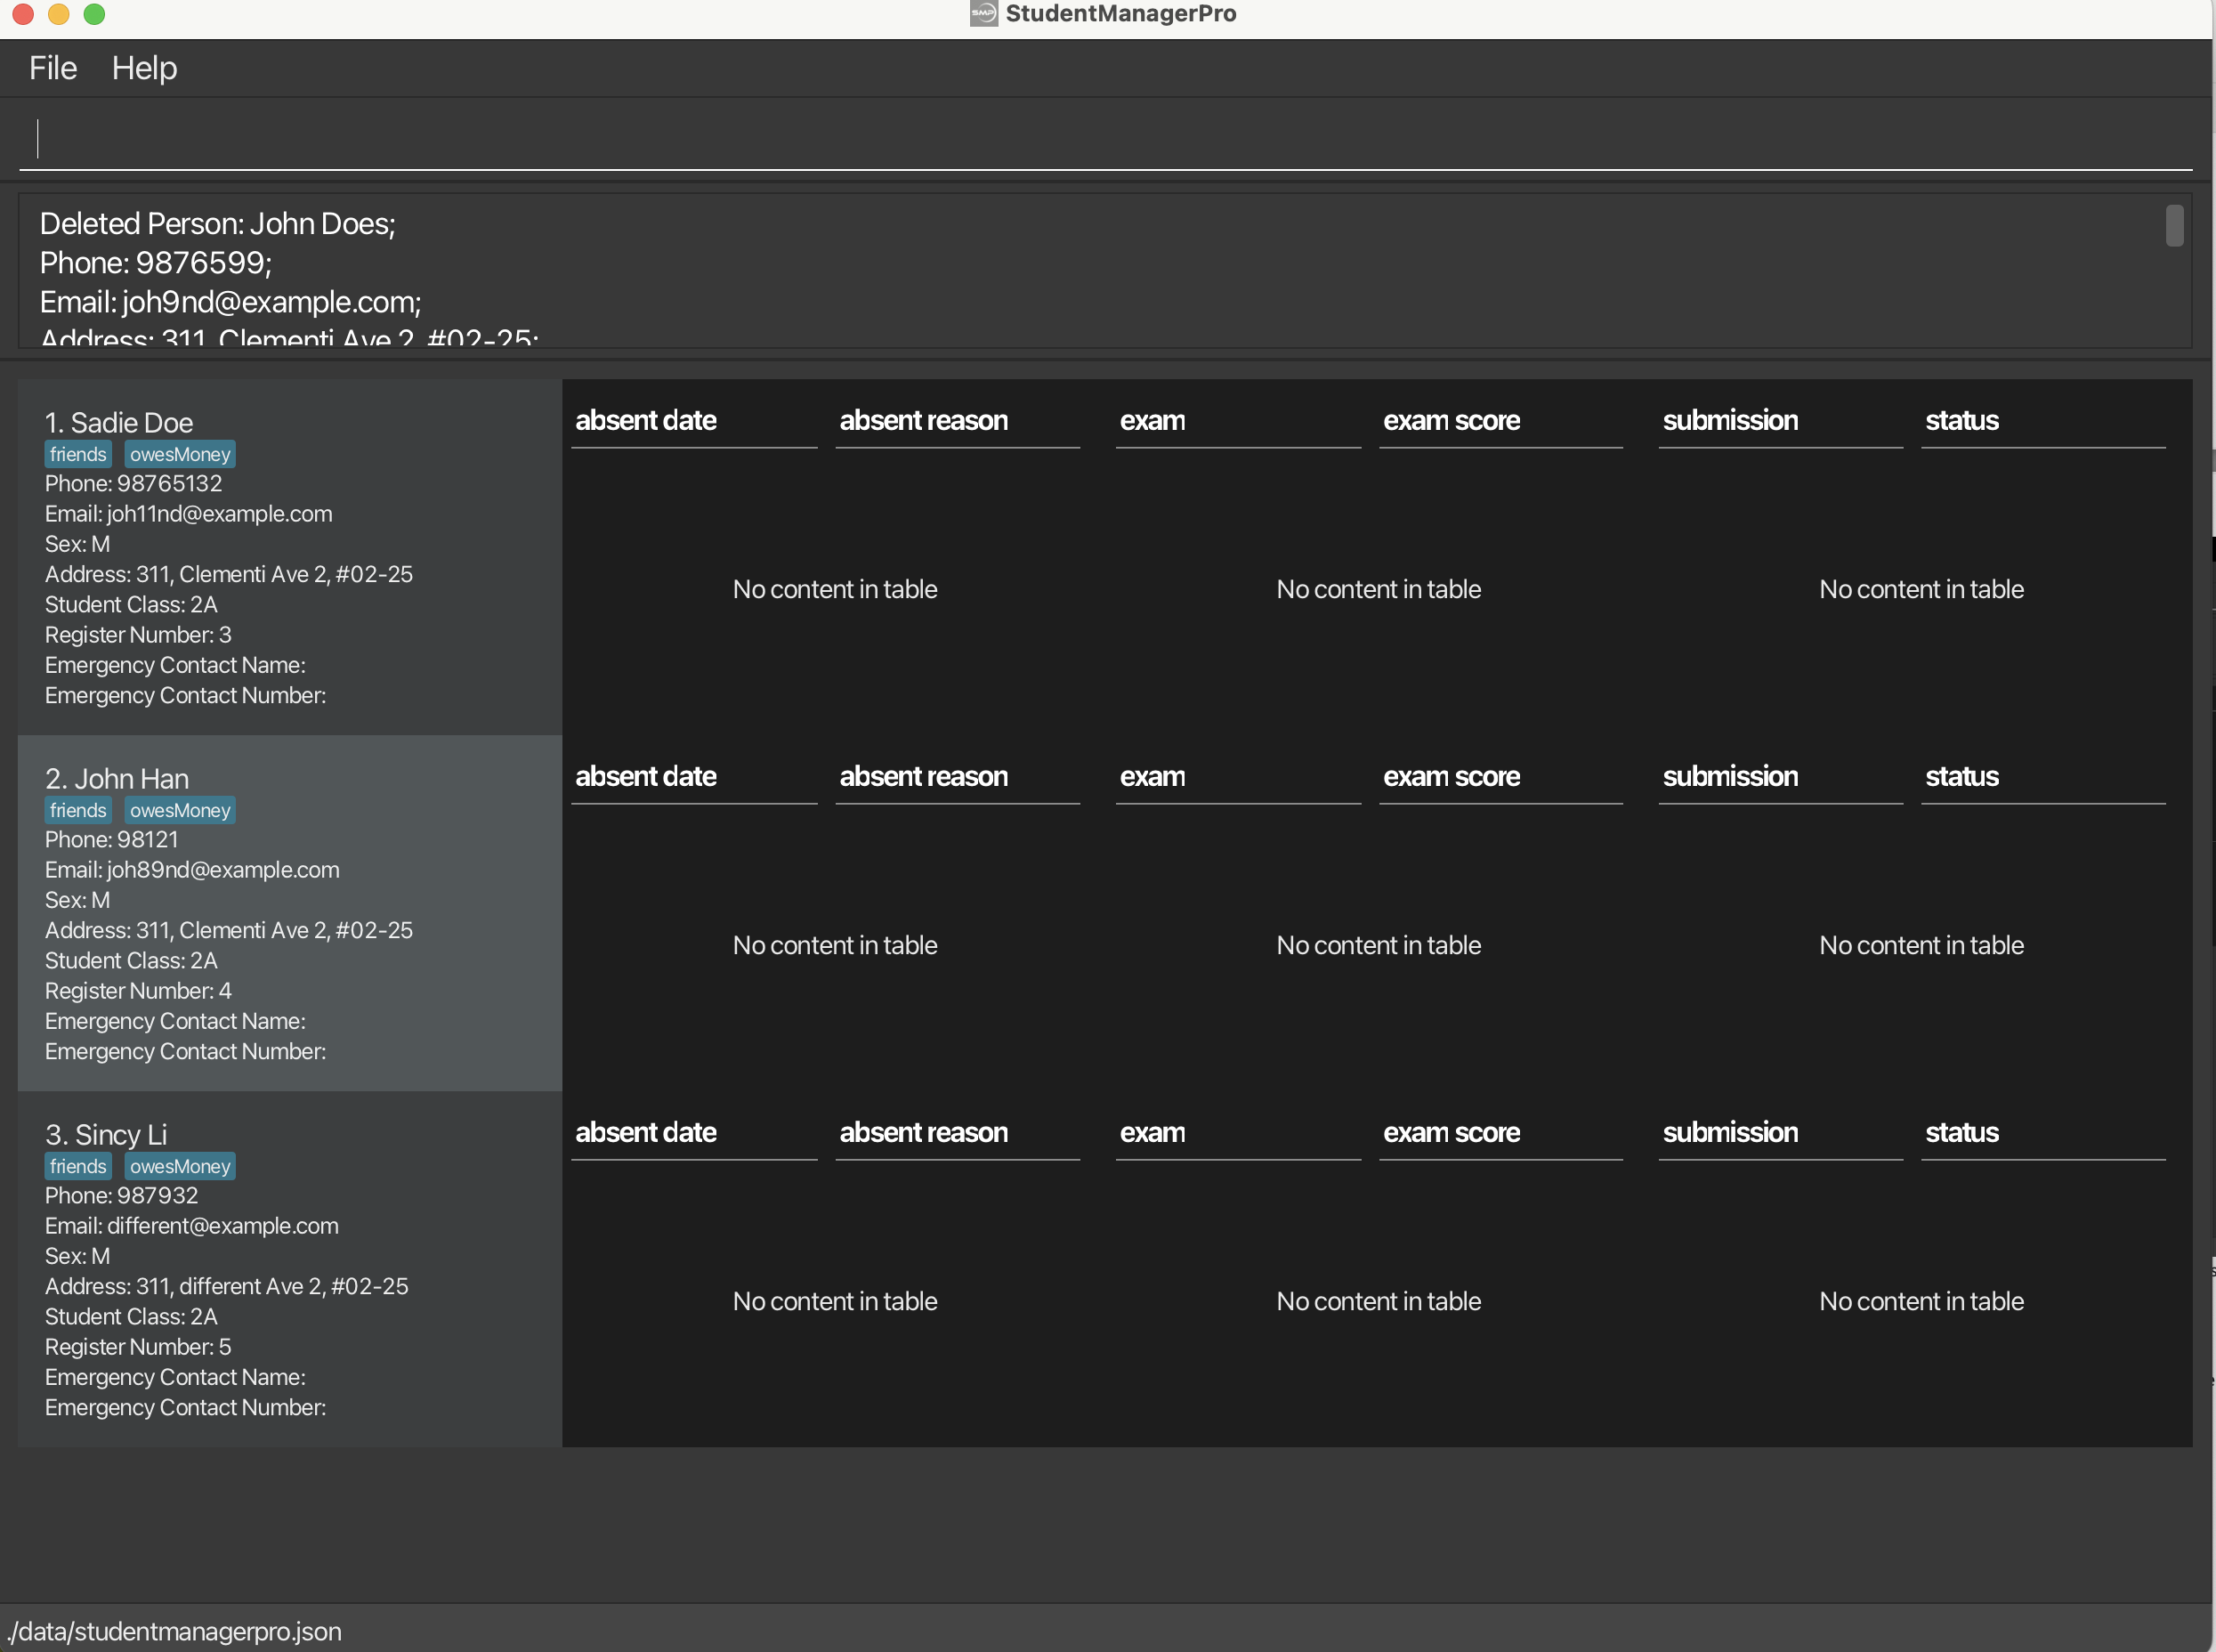 SMP StudentManagerPro
File Help
Deleted Person: John Does;
Phone: 9876599;
Email: joh9nd@example.com;
Address: 311, Clementi Ave 2, #02-25;
1. Sadie Doe
friends owesMoney
Phone: 98765132
Email: joh11nd@example.com
Sex: M
Address: 311, Clementi Ave 2, #02-25
Student Class: 2A
Register Number: 3
Emergency Contact Name:
Emergency Contact Number:
absent date absent reason exam exam score submission status
No content in table No content in table No content in table
2. John Han
friends owesMoney
Phone: 98121
Email: joh89nd@example.com
Sex: M
Address: 311, Clementi Ave 2, #02-25
Student Class: 2A
Register Number: 4
Emergency Contact Name:
Emergency Contact Number:
absent date absent reason exam exam score submission status
No content in table No content in table No content in table
3. Sincy Li
friends owesMoney
Phone: 987932
Email: different@example.com
Sex: M
Address: 311, different Ave 2, #02-25
Student Class: 2A
Register Number: 5
Emergency Contact Name:
Emergency Contact Number:
absent date absent reason exam exam score submission status
No content in table No content in table No content in table
./data/studentmanagerpro.json